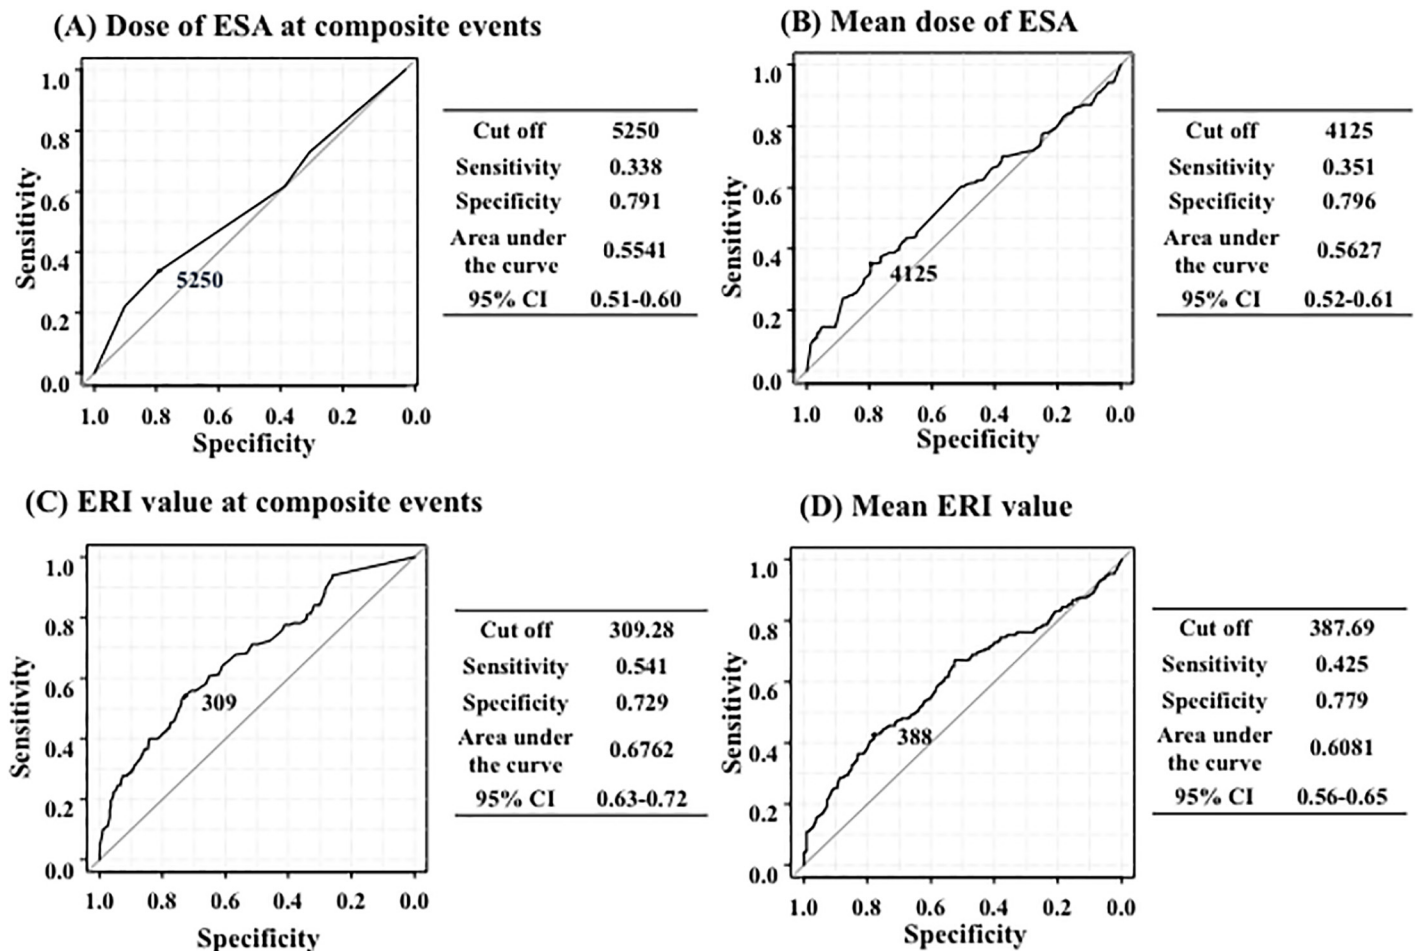 (A) Dose of ESA at composite events
1.0
0.8
0.6
0.4
0.2
0.0
Sensitivity
5250
1.0 0.8 0.6 0.4 0.2 0.0
Specificity
Cut off 5250
Sensitivity 0.338
Specificity 0.791
Area under
the curve 0.5541
95% CI 0.51-0.60
(B) Mean dose of ESA
1.0
0.8
0.6
0.4
0.2
0.0
Sensitivity
4125
1.0 0.8 0.6 0.4 0.2 0.0
Specificity
Cut off 4125
Sensitivity 0.351
Specificity 0.796
Area under
the curve 0.5627
95% CI 0.52-0.61
(C) ERI value at composite events
1.0
0.8
0.6
0.4
0.2
0.0
Sensitivity
309
1.0 0.8 0.6 0.4 0.2 0.0
Specificity
Cut off 309.28
Sensitivity 0.541
Specificity 0.729
Area under
the curve 0.6762
95% CI 0.63-0.72
(D) Mean ERI value
1.0
0.8
0.6
0.4
0.2
0.0
Sensitivity
388
1.0 0.8 0.6 0.4 0.2 0.0
Specificity
Cut off 387.69
Sensitivity 0.425
Specificity 0.779
Area under
the curve 0.6081
95% CI 0.56-0.65